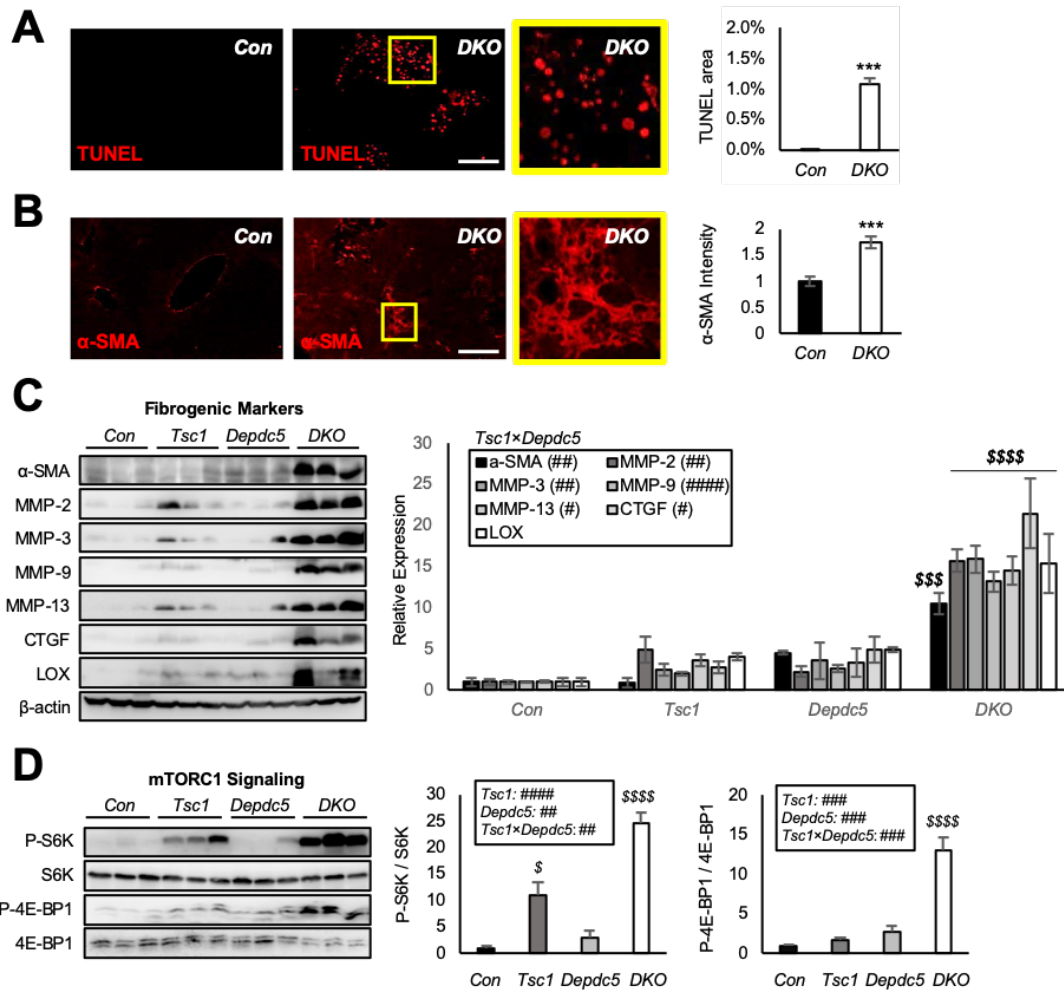 A
Con
TUNEL
DKO
TUNEL
DKO
TUNEL area
2.0%
1.5%
1.0%
0.5%
0.0%
***
Con
DKO
B
Con
α-SMA
DKO
α-SMA
DKO
α-SMA Intensity
2
1.5
1
0.5
0
***
Con
DKO
C
Fibrogenic Markers
Con Tsc1 Depdc5 DKO
α-SMA
MMP-2
MMP-3
MMP-9
MMP-13
CTGF
LOX
β-actin
Relative Expression
30
25
20
15
10
5
0
Tsc1×Depdc5
a-SMA (##) MMP-2 (##)
MMP-3 (##) MMP-9 (####)
MMP-13 (#) CTGF (#)
LOX
$$$
$$$$
Con Tsc1 Depdc5 DKO
D
mTORC1 Signaling
Con Tsc1 Depdc5 DKO
P-S6K
S6K
P-4E-BP1
4E-BP1
P-S6K / S6K
30
25
20
15
10
5
0
Tsc1: ####
Depdc5: ##
Tsc1×Depdc5: ##
$
$$$$
Con Tsc1 Depdc5 DKO
P-4E-BP1 / 4E-BP1
20
15
10
5
0
Tsc1: ###
Depdc5: ###
Tsc1×Depdc5: ###
$$$$
Con Tsc1 Depdc5 DKO